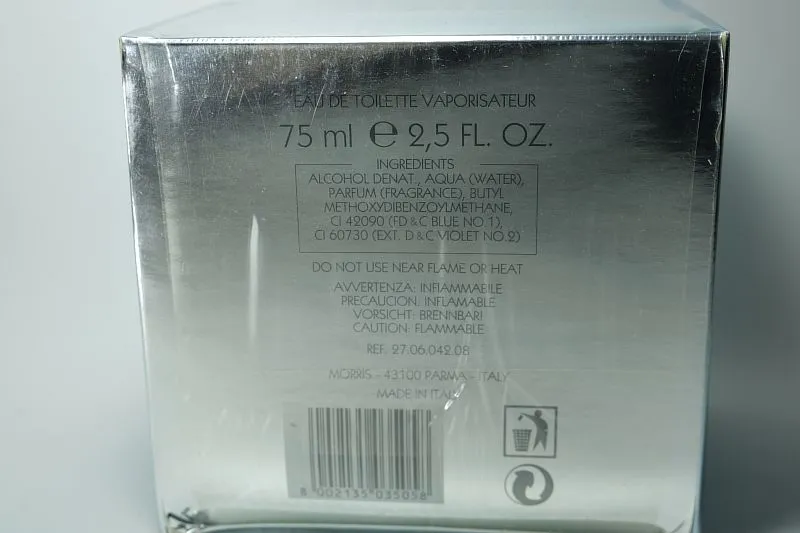 EAU DE TOILETTE VAPORISATEUR
75 ml ℮ 2,5 FL. OZ.
INGREDIENTS
ALCOHOL DENAT., AQUA (WATER),
PARFUM (FRAGRANCE), BUTYL
METHOXYDIBENZOYLMETHANE,
CI 42090 (FD & C BLUE NO.1),
CI 60730 (EXT. D & C VIOLET NO.2)
DO NOT USE NEAR FLAME OR HEAT
AVVERTENZA: INFIAMMABILE
PRECAUCION: INFLAMABLE
VORSICHT: BRENNBAR!
CAUTION: FLAMMABLE
REF. 27.06.042.08
MORRIS - 43100 PARMA - ITALY
MADE IN ITALY
8 002135 035058